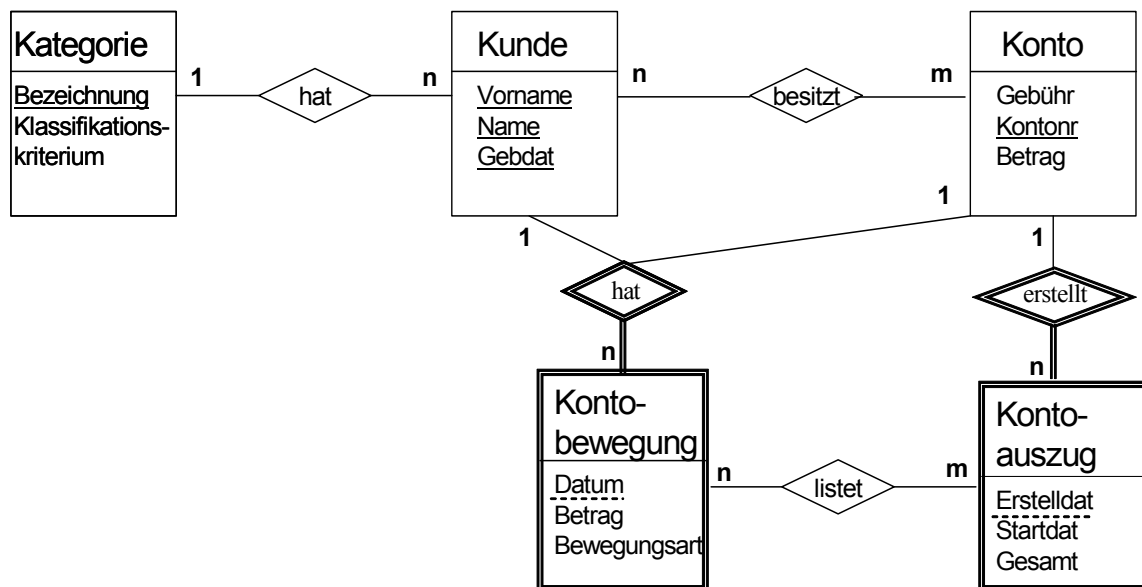 Kategorie
Bezeichnung
Klassifikations-
kriterium
1
hat
n
Kunde
Vorname
Name
Gebdat
n
besitzt
m
Konto
Gebühr
Kontonr
Betrag
1
1
1
hat
erstellt
n
n
Konto-
bewegung
Datum
Betrag
Bewegungsart
n
listet
m
Konto-
auszug
Erstelldat
Startdat
Gesamt